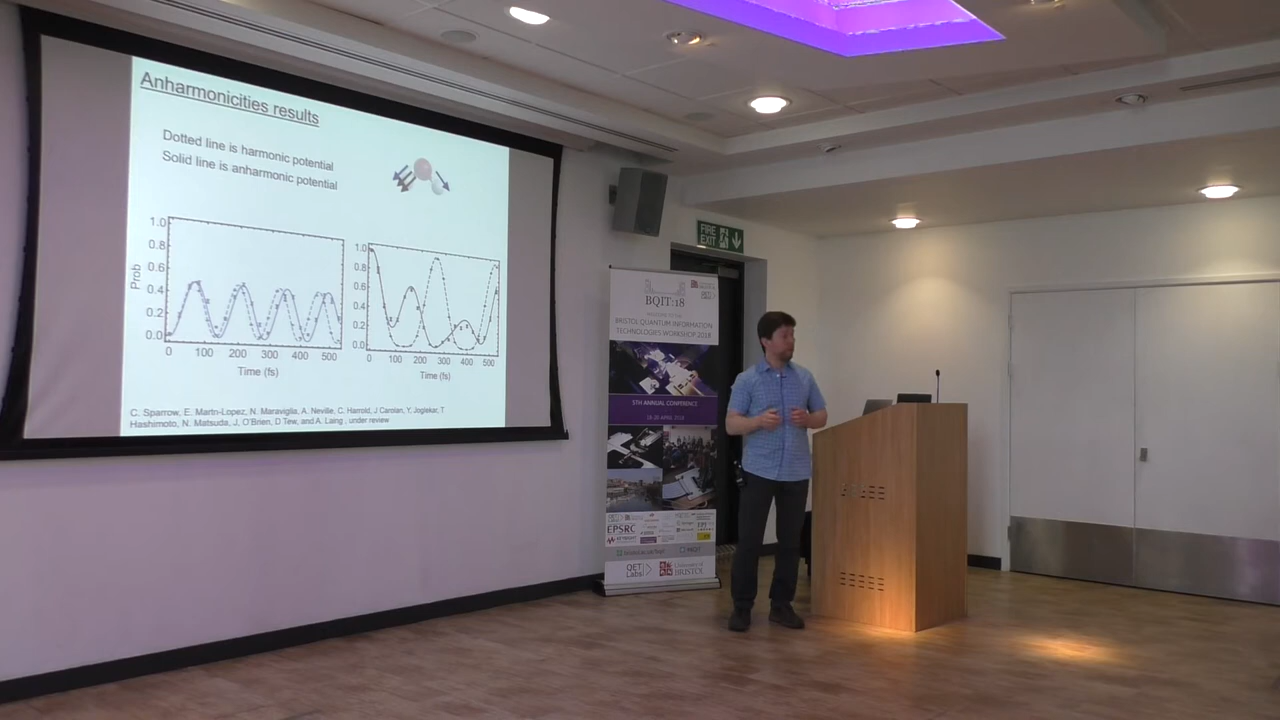 Anharmonicities results
Dotted line is harmonic potential
Solid line is anharmonic potential
1.0
0.8
0.6
0.4
0.2
0.0
Prob
0 100 200 300 400 500
Time (fs)
1.0
0.8
0.6
0.4
0.2
0.0
0 100 200 300 400 500
Time (fs)
C. Sparrow, E. Martn-Lopez, N. Maraviglia, A. Neville, C. Harrold, J Carolan, Y. Joglekar, T
Hashimoto, N. Matsuda, J, O'Brien, D Tew, and A. Laing , under review
FIRE
EXIT
BQIT:18
BRISTOL QUANTUM INFORMATION
TECHNOLOGIES WORKSHOP 2018
5TH ANNUAL CONFERENCE
APRIL 2018
EPSRC
QET
Labs
University of
BRISTOL